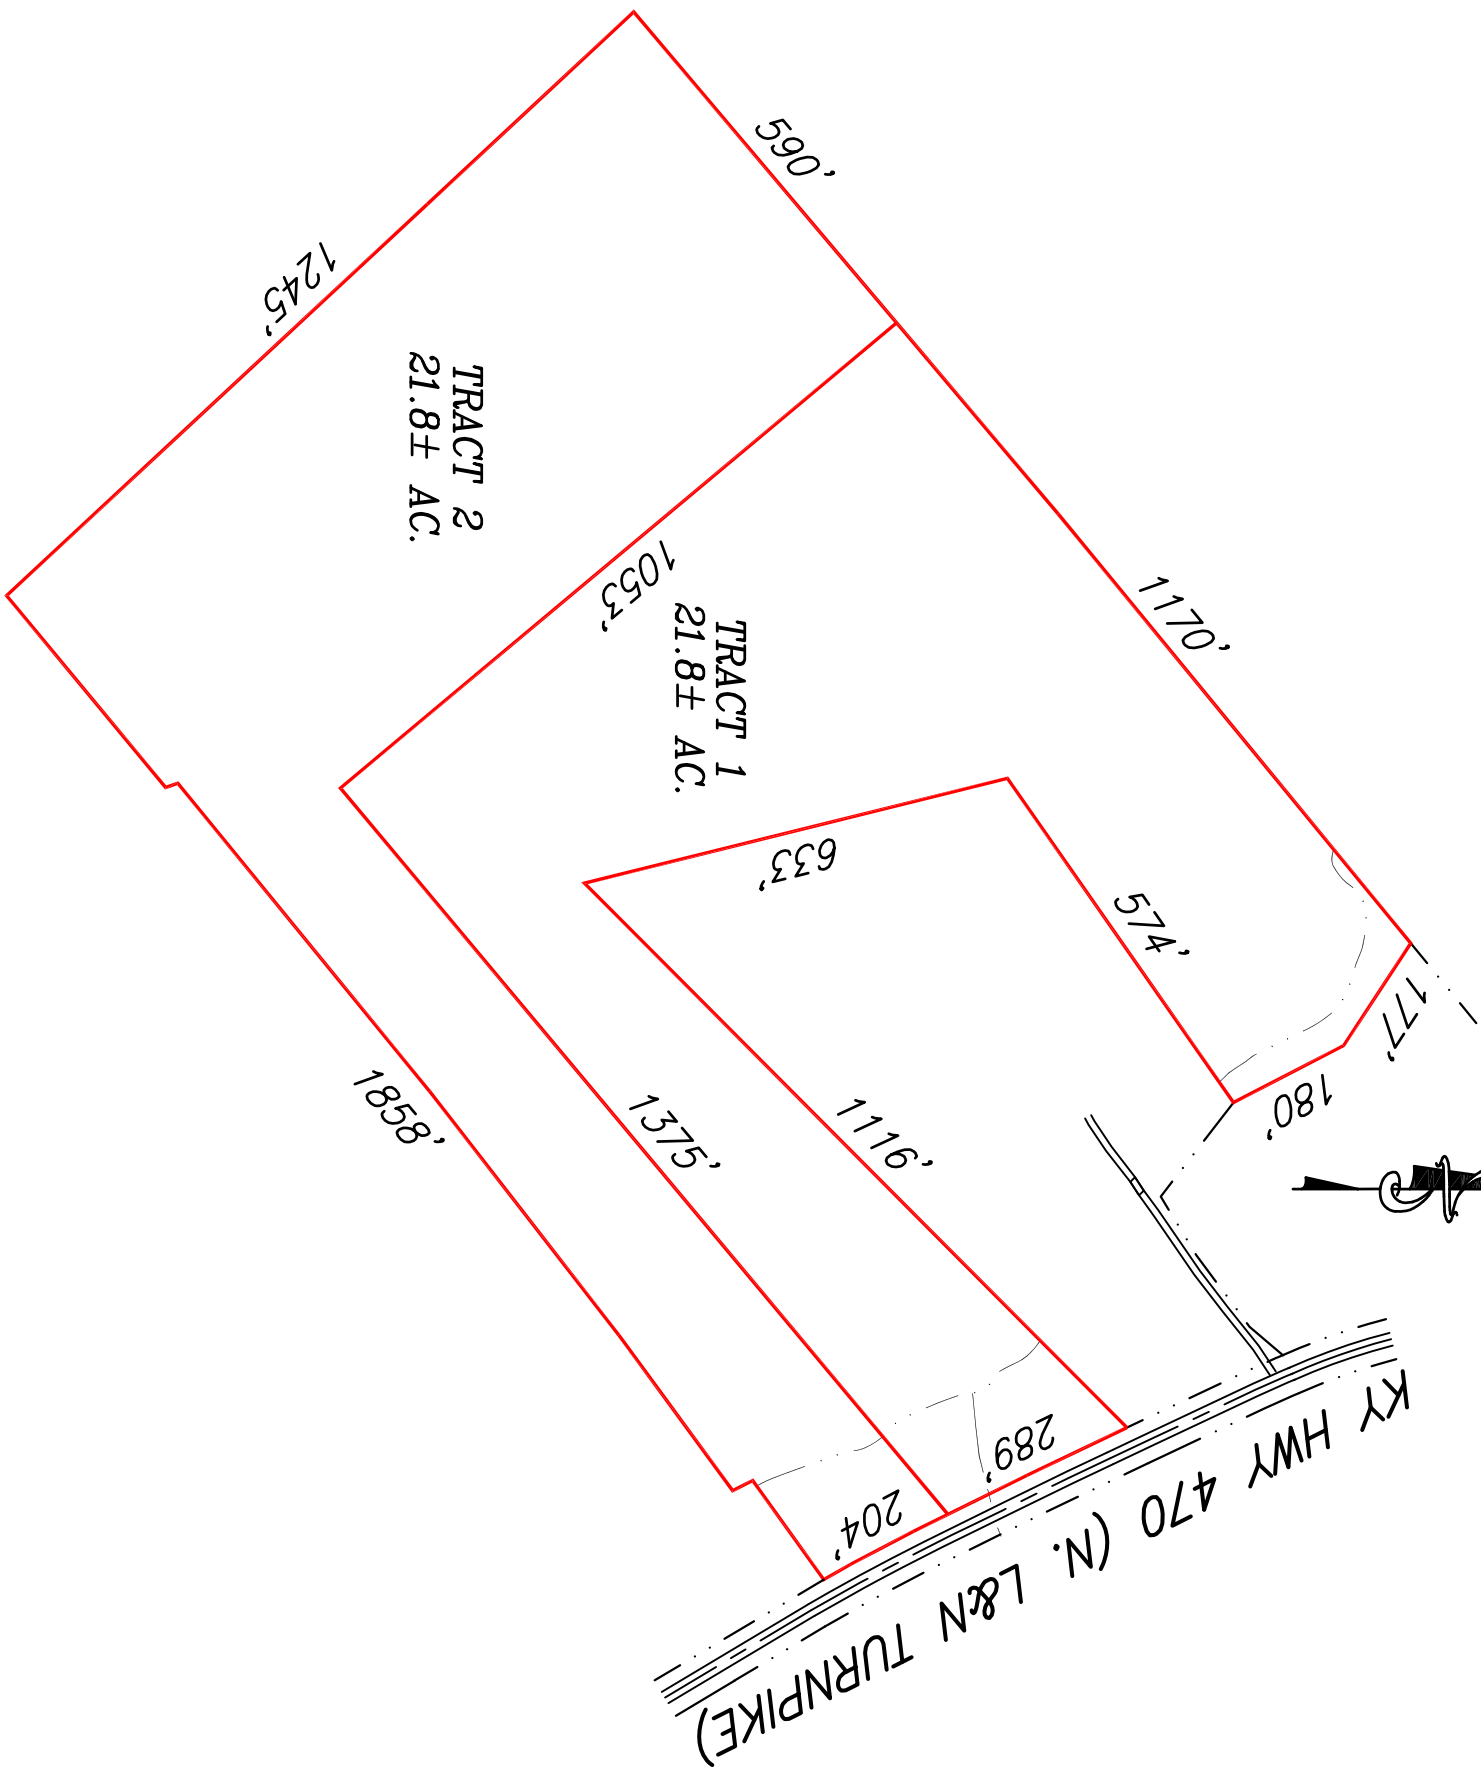 590'
1245'
TRACT 2
21.8± AC.
1053'
TRACT 1
21.8± AC.
1170'
633'
574'
177'
180'
1858'
1375'
1116'
289'
204'
KY HWY 470 (N. L&N TURNPIKE)